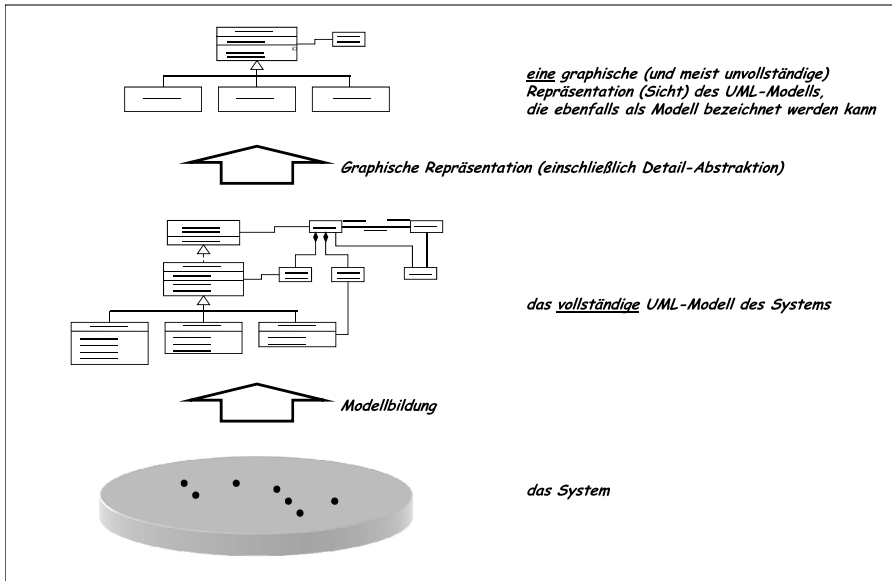 eine graphische (und meist unvollständige)
Repräsentation (Sicht) des UML-Modells,
die ebenfalls als Modell bezeichnet werden kann
Graphische Repräsentation (einschließlich Detail-Abstraktion)
das vollständige UML-Modell des Systems
Modellbildung
das System